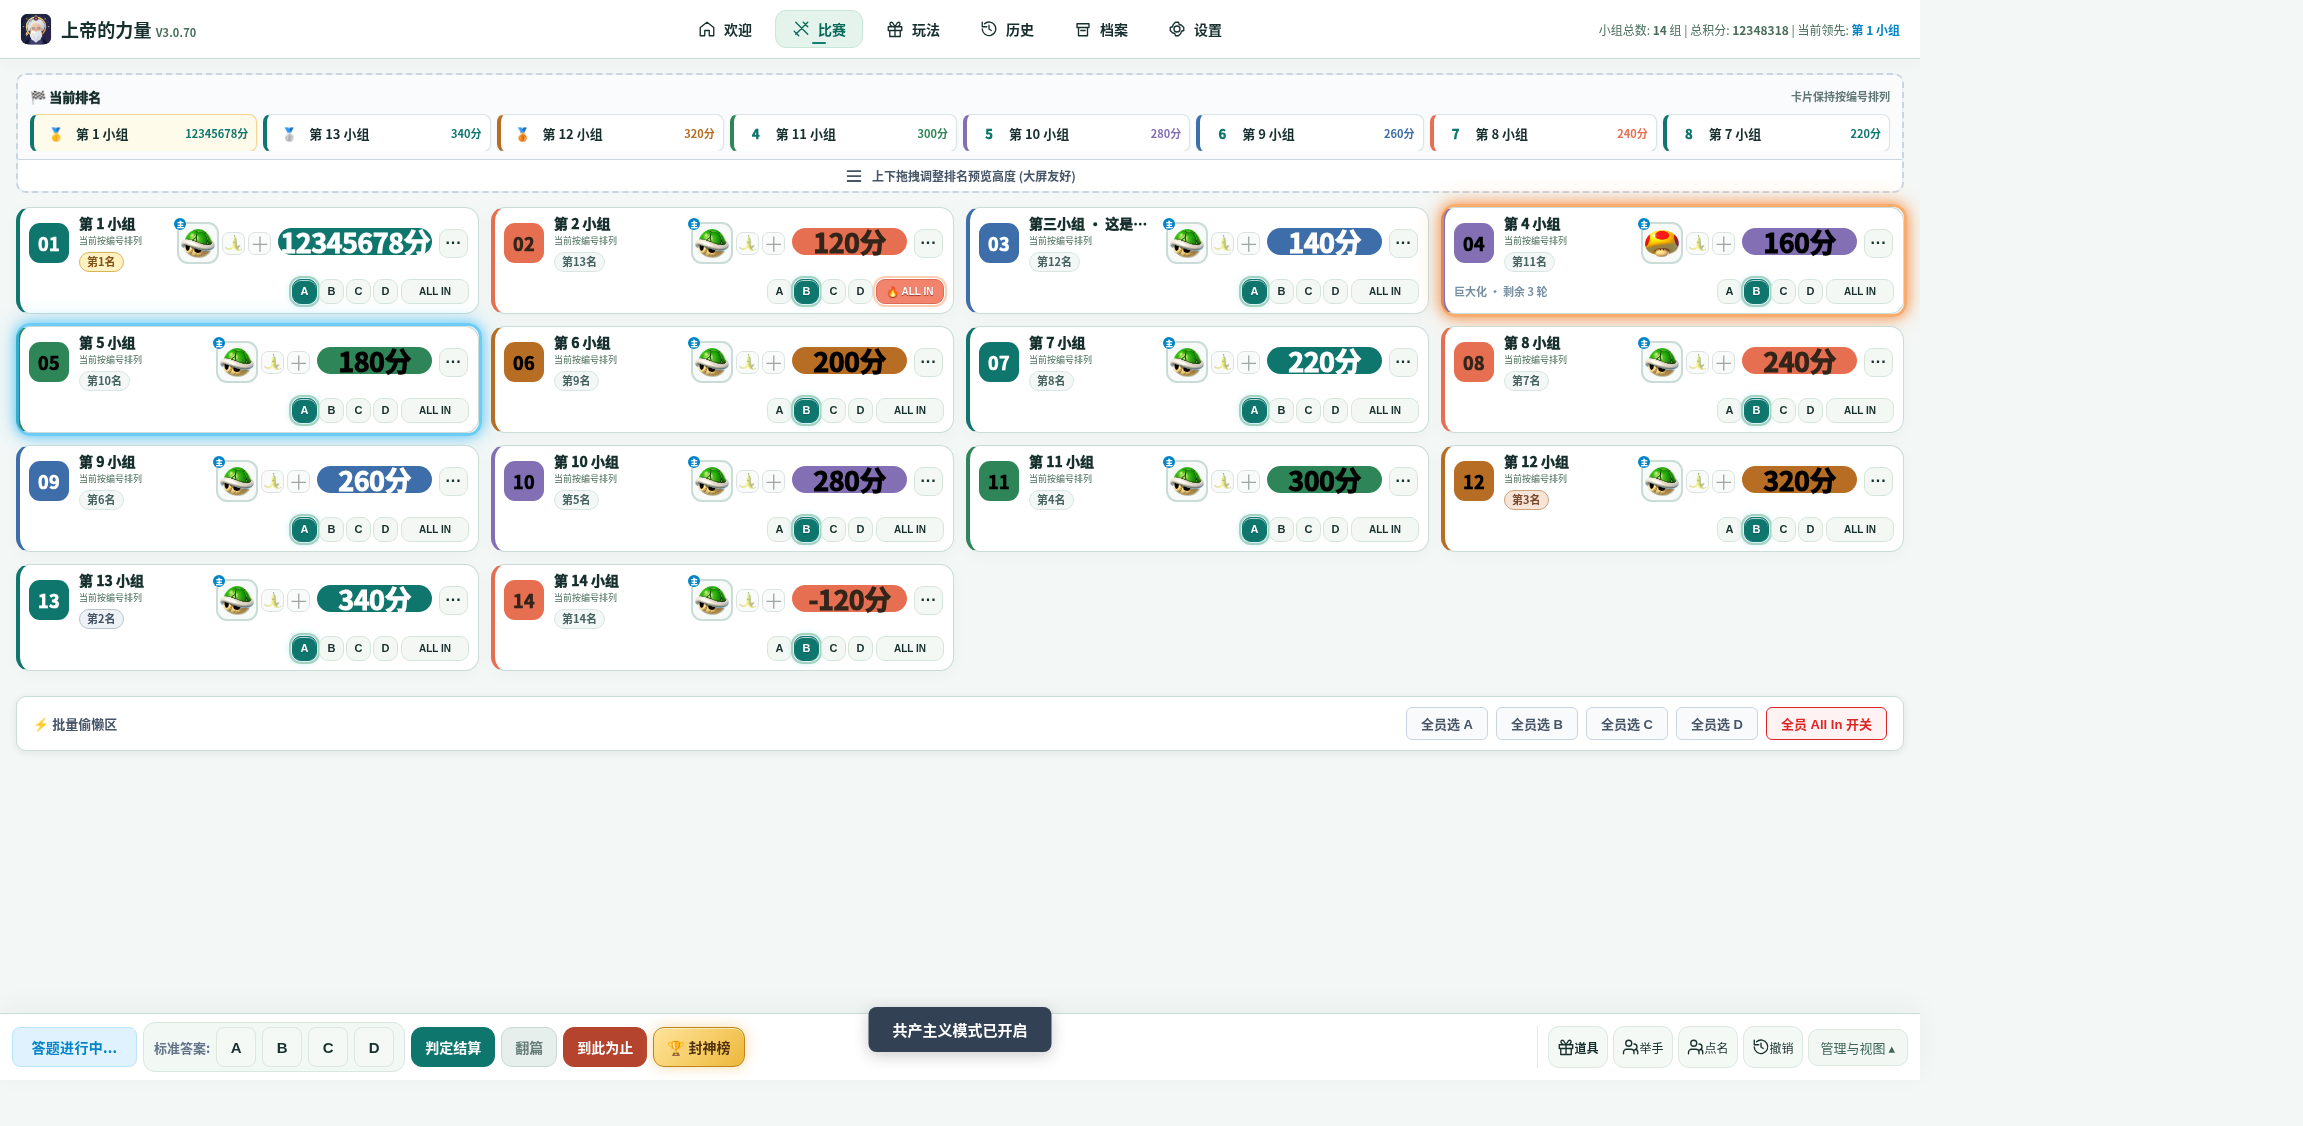 上帝的力量 V3.0.70
欢迎
比赛
玩法
历史
档案
设置
小组总数: 14 组 | 总积分: 12348318 | 当前领先: 第 1 小组
当前排名
卡片保持按编号排列
第 1 小组 12345678分
第 13 小组 340分
第 12 小组 320分
4 第 11 小组 300分
5 第 10 小组 280分
6 第 9 小组 260分
7 第 8 小组 240分
8 第 7 小组 220分
上下拖拽调整排名预览高度 (大屏友好)
01 第 1 小组
当前按编号排列
第1名
主
12345678分
...
A B C D ALL IN
02 第 2 小组
当前按编号排列
第13名
主
120分
...
A B C D ALL IN
03 第三小组 · 这是...
当前按编号排列
第12名
主
140分
...
A B C D ALL IN
04 第 4 小组
当前按编号排列
第11名
主
160分
...
巨大化 · 剩余 3 轮
A B C D ALL IN
05 第 5 小组
当前按编号排列
第10名
主
180分
...
A B C D ALL IN
06 第 6 小组
当前按编号排列
第9名
主
200分
...
A B C D ALL IN
07 第 7 小组
当前按编号排列
第8名
主
220分
...
A B C D ALL IN
08 第 8 小组
当前按编号排列
第7名
主
240分
...
A B C D ALL IN
09 第 9 小组
当前按编号排列
第6名
主
260分
...
A B C D ALL IN
10 第 10 小组
当前按编号排列
第5名
主
280分
...
A B C D ALL IN
11 第 11 小组
当前按编号排列
第4名
主
300分
...
A B C D ALL IN
12 第 12 小组
当前按编号排列
第3名
主
320分
...
A B C D ALL IN
13 第 13 小组
当前按编号排列
第2名
主
340分
...
A B C D ALL IN
14 第 14 小组
当前按编号排列
第14名
主
-120分
...
A B C D ALL IN
批量偷懒区
全员选 A
全员选 B
全员选 C
全员选 D
全员 All In 开关
共产主义模式已开启
答题进行中...
标准答案: A B C D
判定结算
翻篇
到此为止
封神榜
道具
举手
点名
撤销
管理与视图 ▴